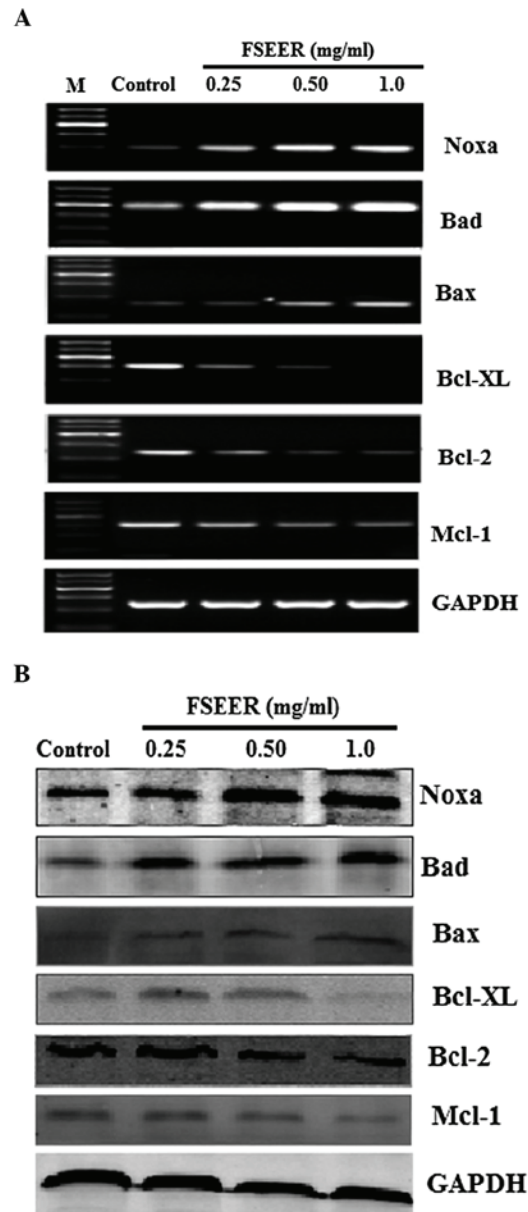 A
FSEER (mg/ml)
M Control 0.25 0.50 1.0
Noxa
Bad
Bax
Bcl-XL
Bcl-2
Mcl-1
GAPDH
B
FSEER (mg/ml)
Control 0.25 0.50 1.0
Noxa
Bad
Bax
Bcl-XL
Bcl-2
Mcl-1
GAPDH